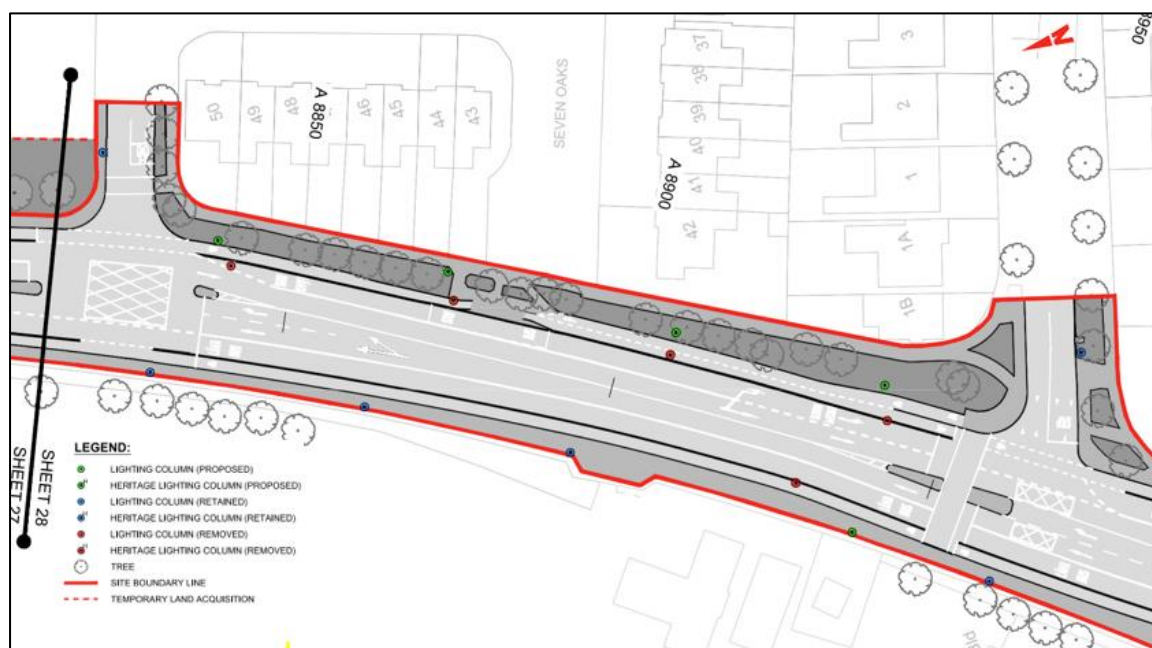 8950
N
SEVEN OAKS
37
38
39
40
41
42
3
2
1
1A
1B
50
49
48
46
45
44
43
A 8850
A 8900
SHEET 28
SHEET 27
LEGEND:
LIGHTING COLUMN (PROPOSED)
HERITAGE LIGHTING COLUMN (PROPOSED)
LIGHTING COLUMN (RETAINED)
HERITAGE LIGHTING COLUMN (RETAINED)
LIGHTING COLUMN (REMOVED)
HERITAGE LIGHTING COLUMN (REMOVED)
TREE
SITE BOUNDARY LINE
TEMPORARY LAND ACQUISITION